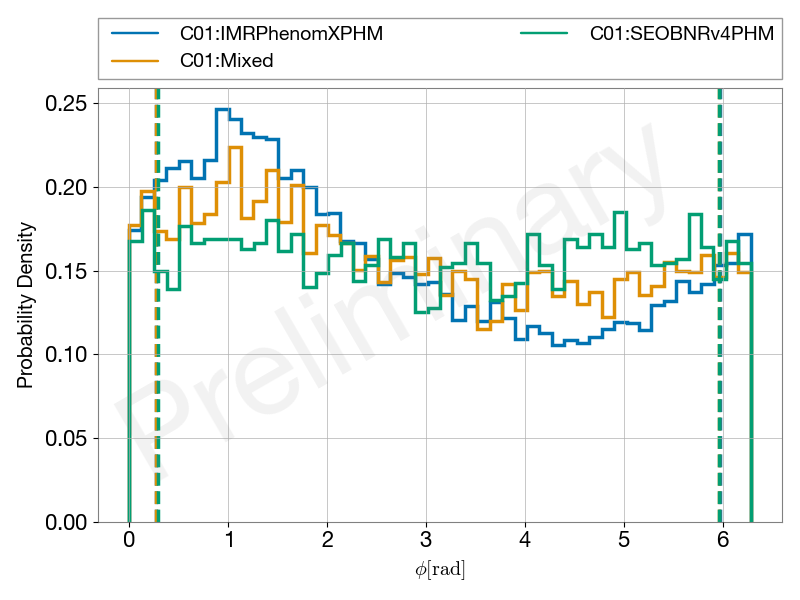 C01:IMRPhenomXPHM C01:SEOBNRv4PHM
C01:Mixed
0.25
0.20
0.15
0.10
0.05
0.00
Probability Density
Preliminary
0 1 2 3 4 5 6
ϕ[rad]